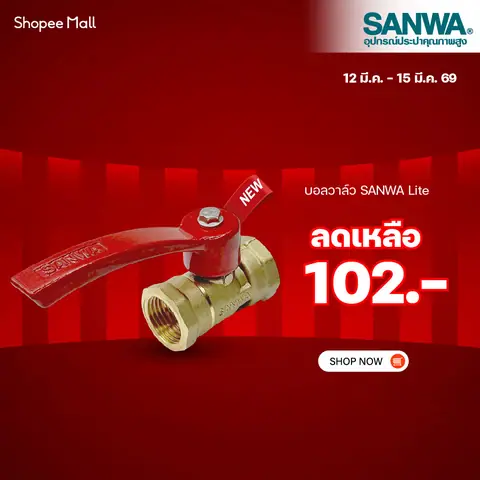 Shopee Mall
SANWA®
อุปกรณ์ประปาคุณภาพสูง
12 มี.ค. - 15 มี.ค. 69
NEW
บอลวาล์ว SANWA Lite
SANWA
ลดเหลือ
102.-
SANWA
SHOP NOW